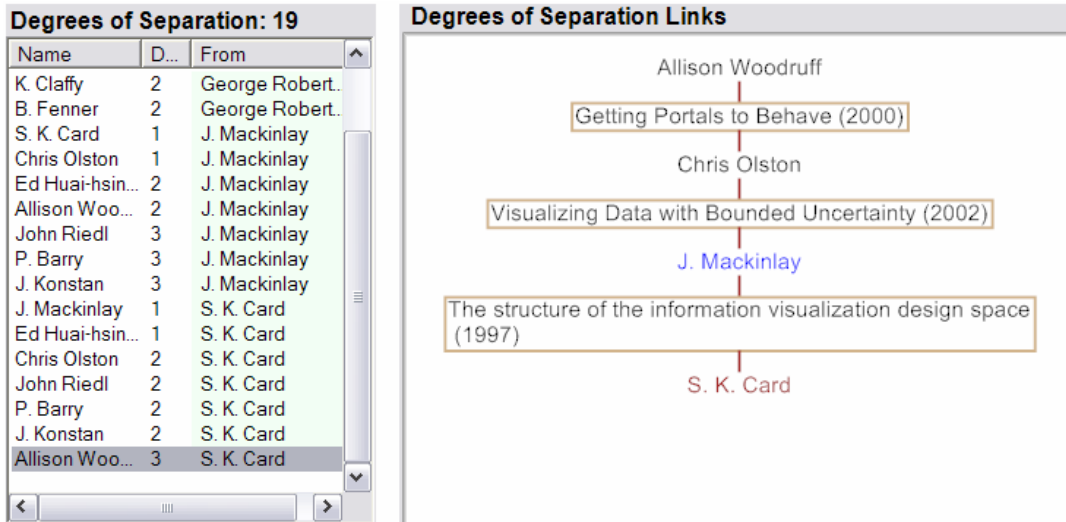 Degrees of Separation: 19
Name D... From
K. Claffy 2 George Robert..
B. Fenner 2 George Robert..
S. K. Card 1 J. Mackinlay
Chris Olston 1 J. Mackinlay
Ed Huai-hsin... 2 J. Mackinlay
Allison Woo... 2 J. Mackinlay
John Riedl 3 J. Mackinlay
P. Barry 3 J. Mackinlay
J. Konstan 3 J. Mackinlay
J. Mackinlay 1 S. K. Card
Ed Huai-hsin... 1 S. K. Card
Chris Olston 2 S. K. Card
John Riedl 2 S. K. Card
P. Barry 2 S. K. Card
J. Konstan 2 S. K. Card
Allison Woo... 3 S. K. Card
Degrees of Separation Links
Allison Woodruff
Getting Portals to Behave (2000)
Chris Olston
Visualizing Data with Bounded Uncertainty (2002)
J. Mackinlay
The structure of the information visualization design space
(1997)
S. K. Card